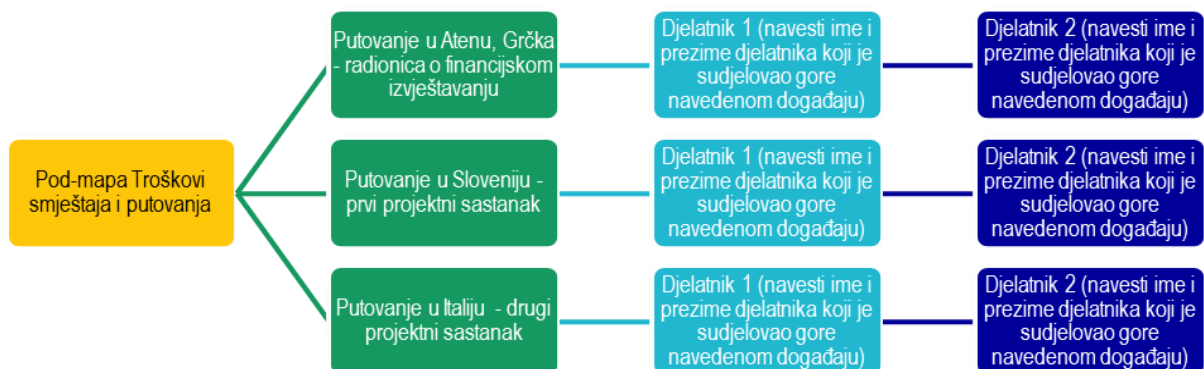 Putovanje u Atenu, Grčka
- radionica o financijskom
izvještavanju
Djelatnik 1 (navesti ime i
prezime djelatnika koji je
sudjelovao gore
navedenom događaju)
Djelatnik 2 (navesti ime i
prezime djelatnika koji je
sudjelovao gore
navedenom događaju)
Pod-mapa Troškovi
smještaja i putovanja
Putovanje u Sloveniju -
prvi projektni sastanak
Djelatnik 1 (navesti ime i
prezime djelatnika koji je
sudjelovao gore
navedenom događaju)
Djelatnik 2 (navesti ime i
prezime djelatnika koji je
sudjelovao gore
navedenom događaju)
Putovanje u Italiju - drugi
projektni sastanak
Djelatnik 1 (navesti ime i
prezime djelatnika koji je
sudjelovao gore
navedenom događaju)
Djelatnik 2 (navesti ime i
prezime djelatnika koji je
sudjelovao gore
navedenom događaju)